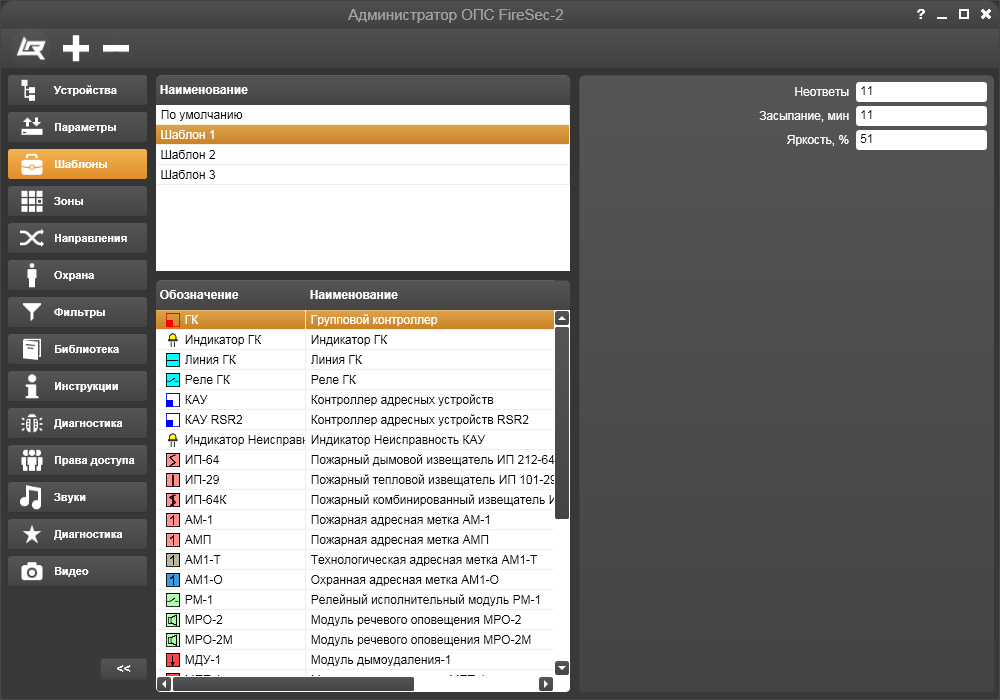 Администратор ОПС FireSec-2
?
Устройства
Параметры
Шаблоны
Зоны
Направления
Охрана
Фильтры
Библиотека
Инструкции
Диагностика
Права доступа
Звуки
Диагностика
Видео
<<
Наименование
По умолчанию
Шаблон 1
Шаблон 2
Шаблон 3
Обозначение Наименование
ГК Групповой контроллер
Индикатор ГК Индикатор ГК
Линия ГК Линия ГК
Реле ГК Реле ГК
КАУ Контроллер адресных устройств
КАУ RSR2 Контроллер адресных устройств RSR2
Индикатор Неисправн Индикатор Неисправность КАУ
ИП-64 Пожарный дымовой извещатель ИП 212-64
ИП-29 Пожарный тепловой извещатель ИП 101-29
ИП-64К Пожарный комбинированный извещатель И
1 АМ-1 Пожарная адресная метка АМ-1
1 АМП Пожарная адресная метка АМП
1 АМ1-Т Технологическая адресная метка АМ1-Т
1 АМ1-О Охранная адресная метка АМ1-О
РМ-1 Релейный исполнительный модуль РМ-1
МРО-2 Модуль речевого оповещения МРО-2
МРО-2М Модуль речевого оповещения МРО-2М
МДУ-1 Модуль дымоудаления-1
Неответы 11
Засыпание, мин 11
Яркость, % 51